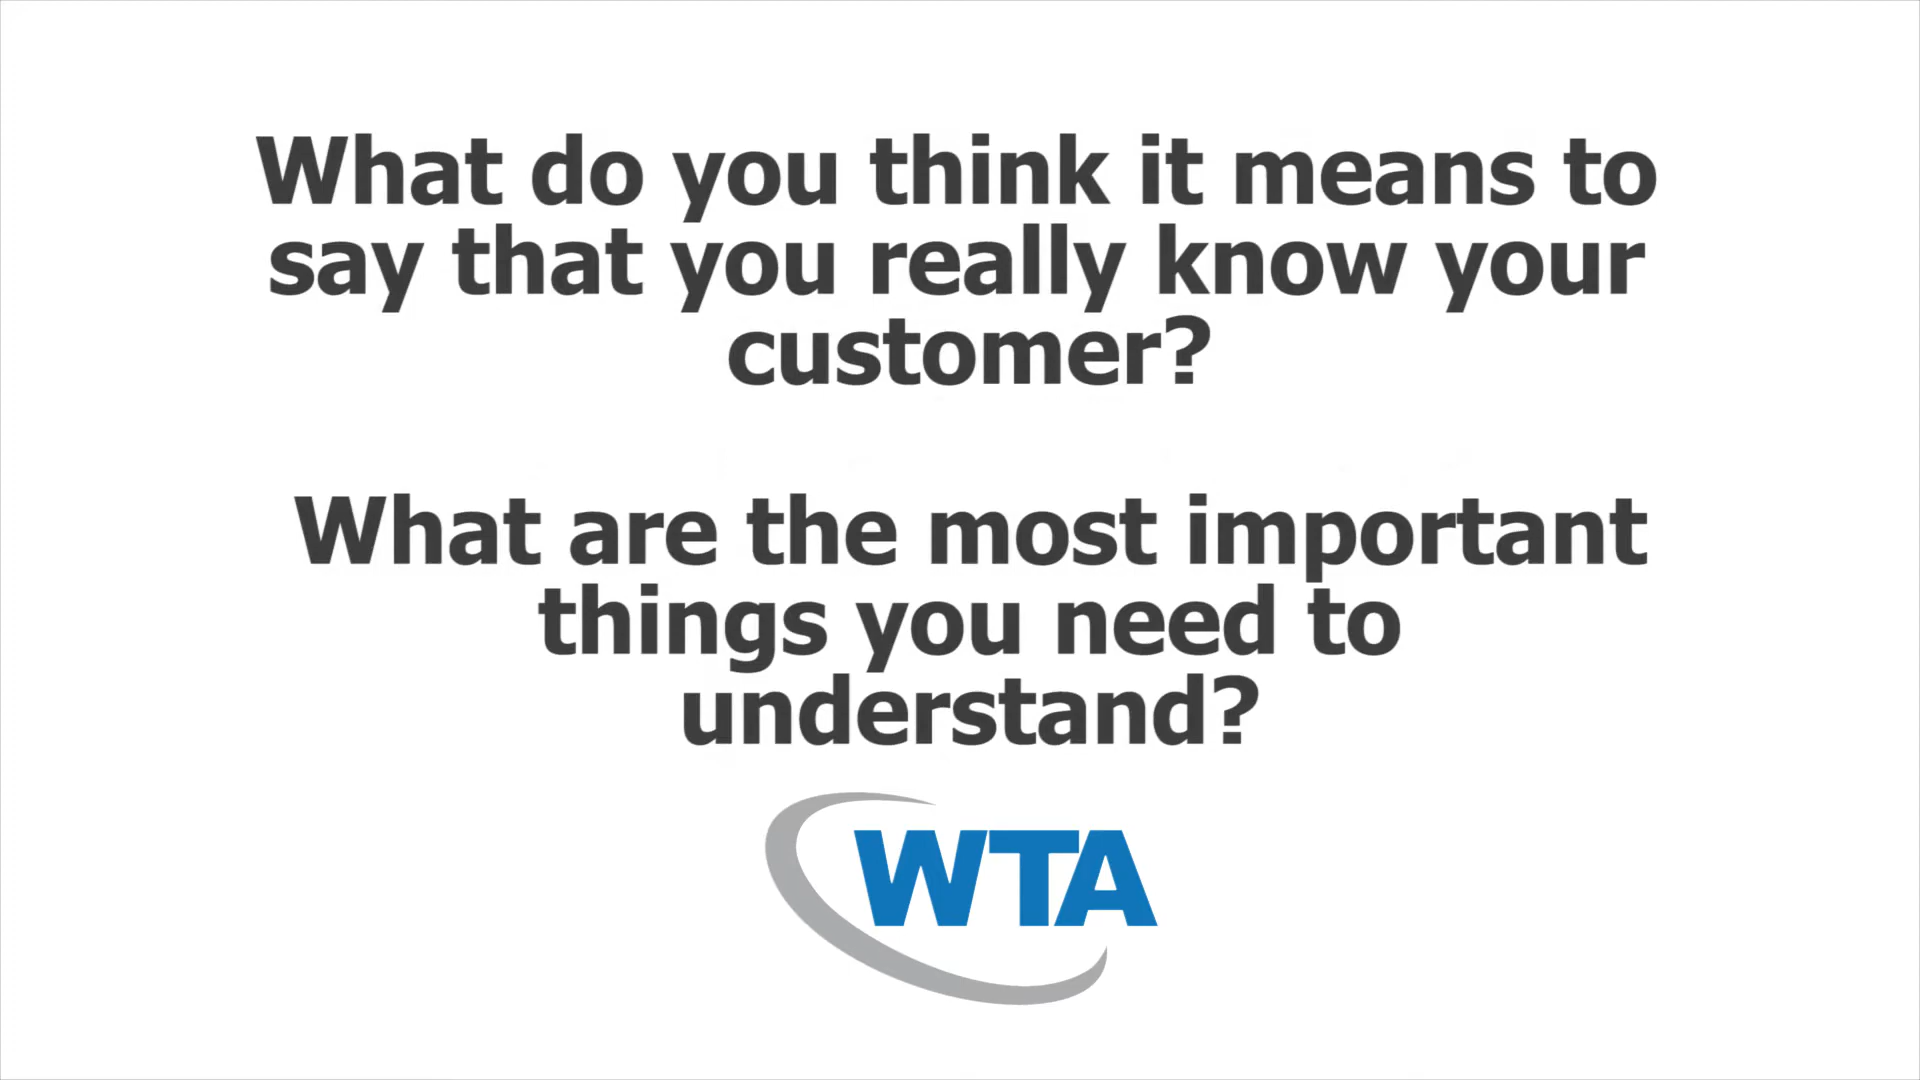 What do you think it means to
say that you really know your
customer?
What are the most important
things you need to
understand?
WTA